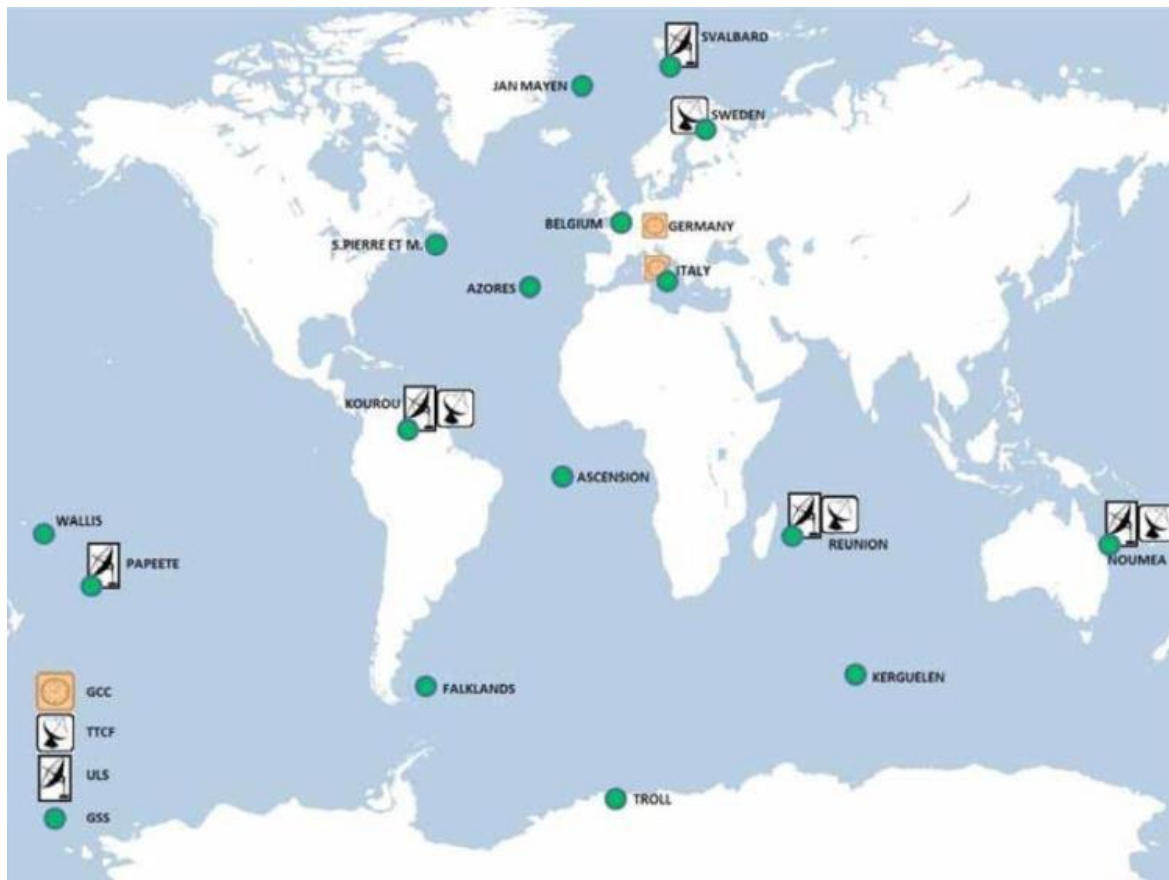 SVALBARD
JAN MAYEN
SWEDEN
BELGIUM
GERMANY
S.PIERRE ET M.
ITALY
AZORES
KOUROU
ASCENSION
WALLIS
REUNION
PAPEETE
NOUMEA
KERGUELEN
FALKLANDS
GCC
TTCF
ULS
TROLL
GSS